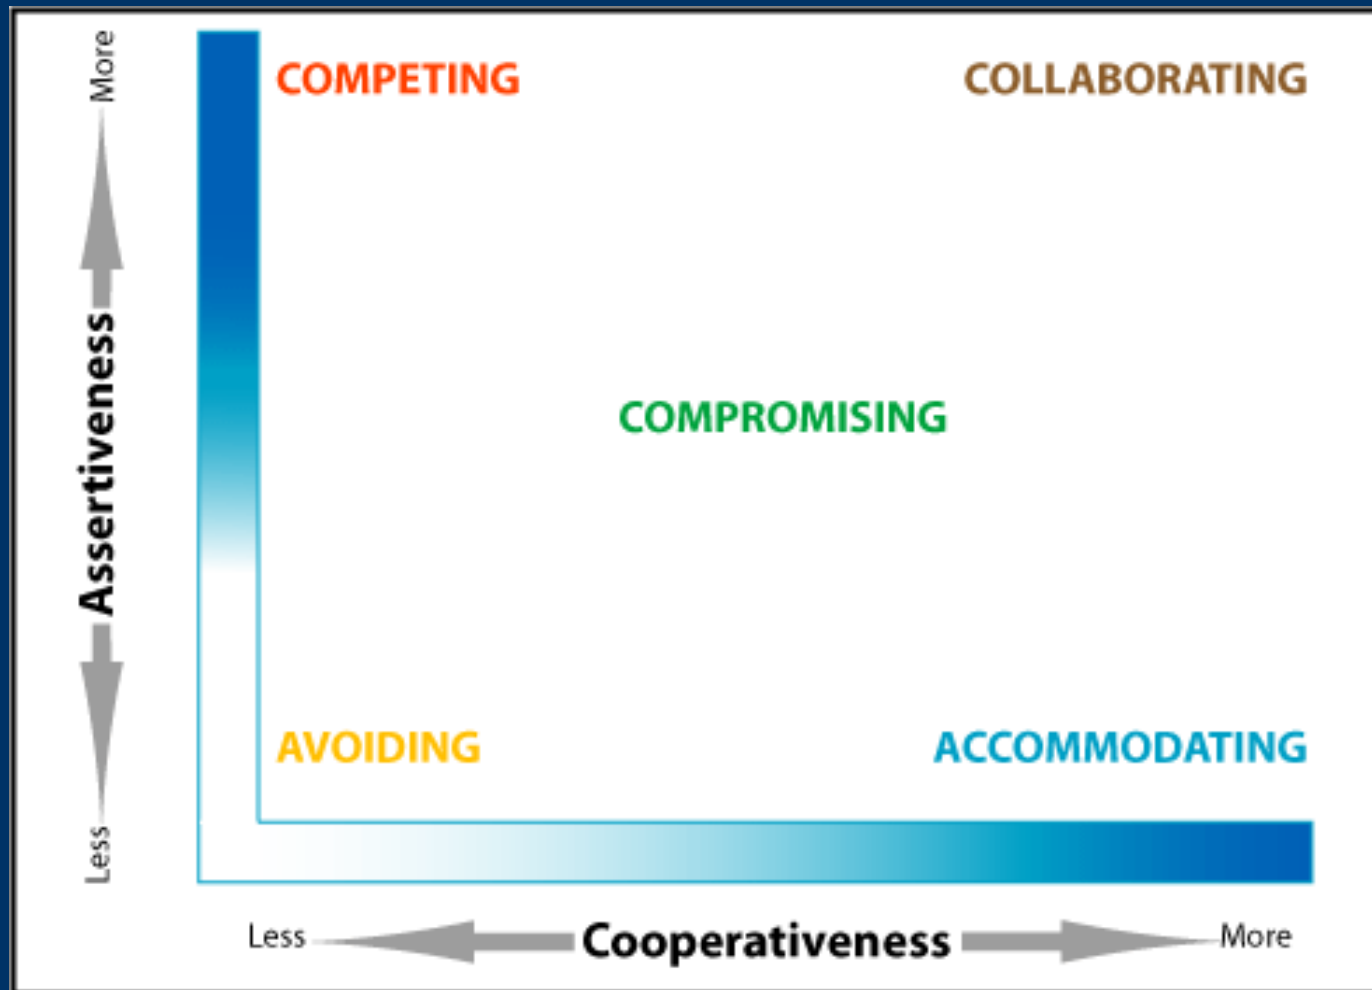 More
COMPETING
COLLABORATING
Assertiveness
COMPROMISING
AVOIDING
ACCOMMODATING
Less
Less
Cooperativeness
More